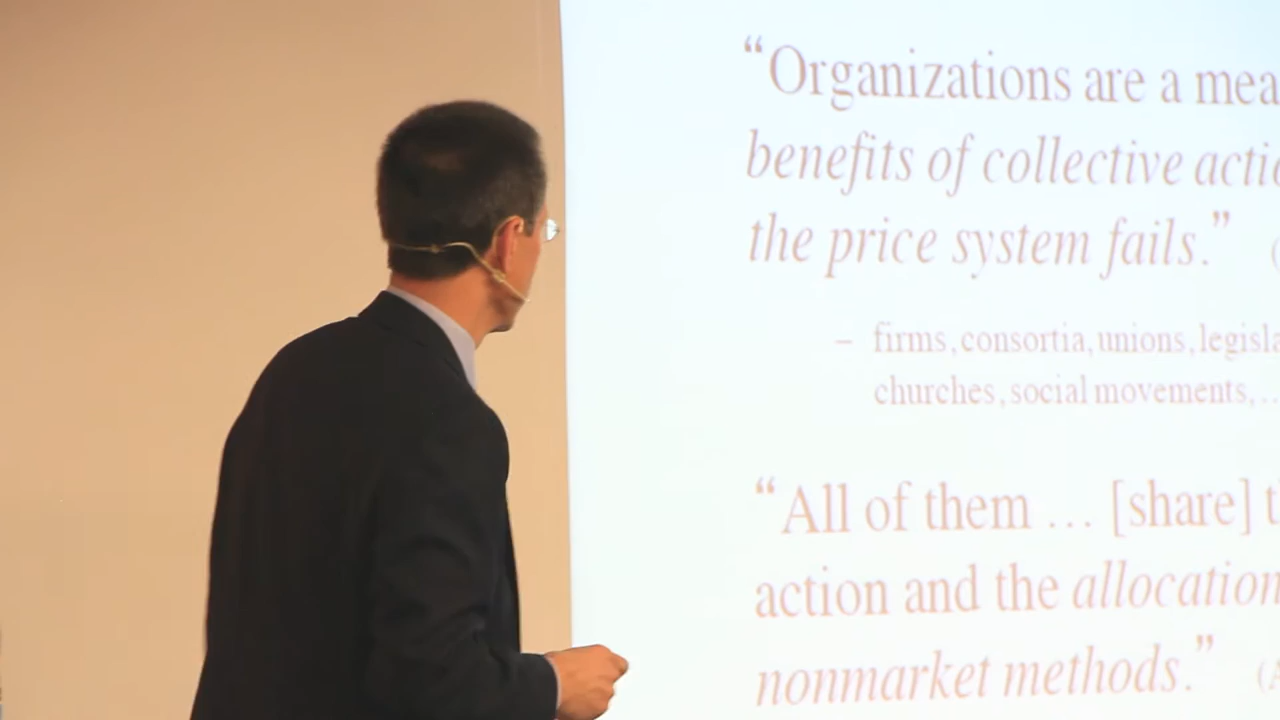 “Organizations are a mea
benefits of collective acti
the price system fails.” (
– firms, consortia, unions, legisla
churches, social movements, ..
“All of them ... [share] t
action and the allocation
nonmarket methods.” (A